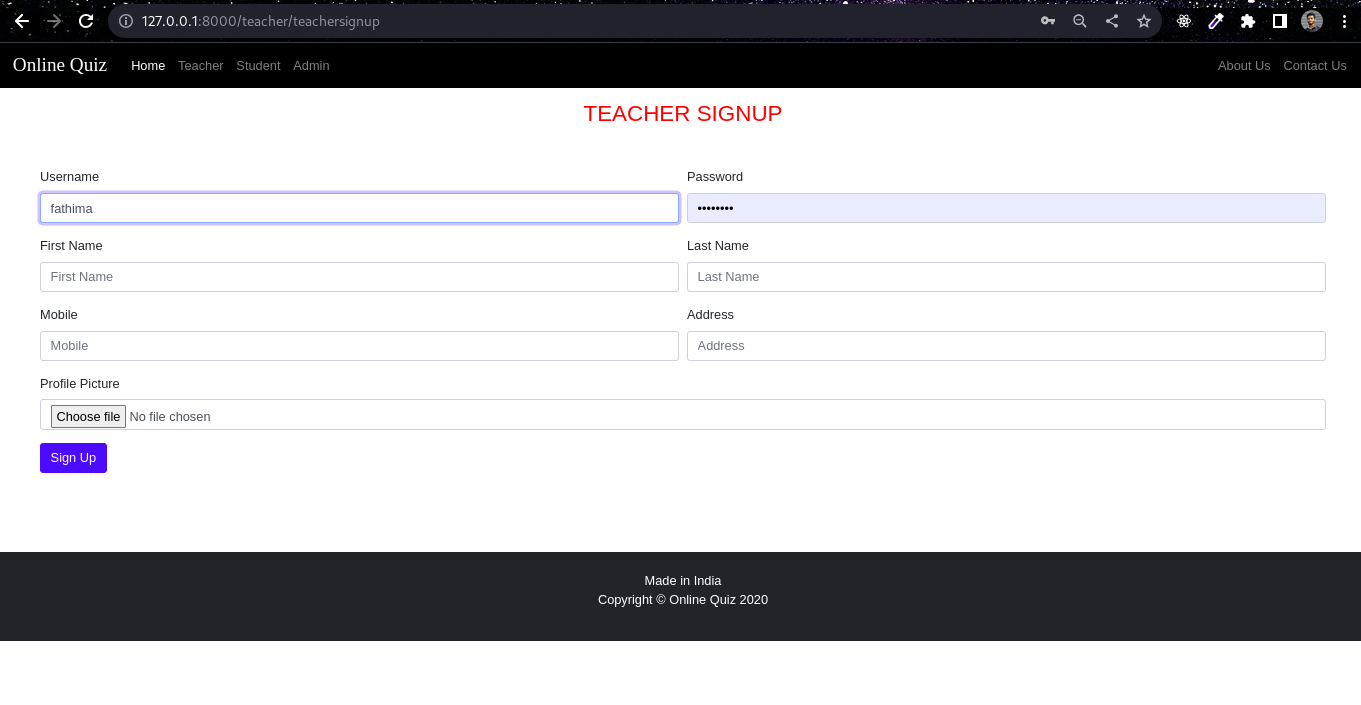 127.0.0.1:8000/teacher/teachersignup
Online Quiz Home Teacher Student Admin About Us Contact Us
TEACHER SIGNUP
Username Password
fathima ••••••••
First Name Last Name
First Name Last Name
Mobile Address
Mobile Address
Profile Picture
Choose file No file chosen
Sign Up
Made in India
Copyright © Online Quiz 2020